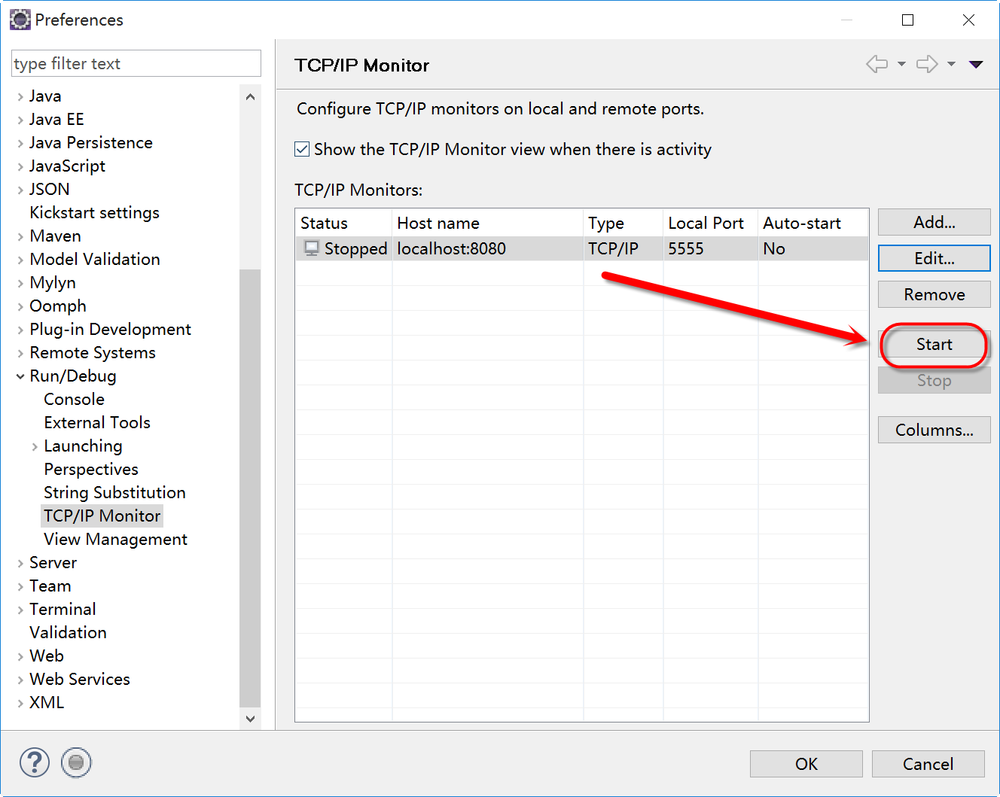 Preferences
type filter text
Java
Java EE
Java Persistence
JavaScript
JSON
Kickstart settings
Maven
Model Validation
Mylyn
Oomph
Plug-in Development
Remote Systems
Run/Debug
Console
External Tools
Launching
Perspectives
String Substitution
TCP/IP Monitor
View Management
Server
Team
Terminal
Validation
Web
Web Services
XML
TCP/IP Monitor
Configure TCP/IP monitors on local and remote ports.
Show the TCP/IP Monitor view when there is activity
TCP/IP Monitors:
Status Host name Type Local Port Auto-start
Stopped localhost:8080 TCP/IP 5555 No
Add...
Edit...
Remove
Start
Stop
Columns...
?
OK Cancel